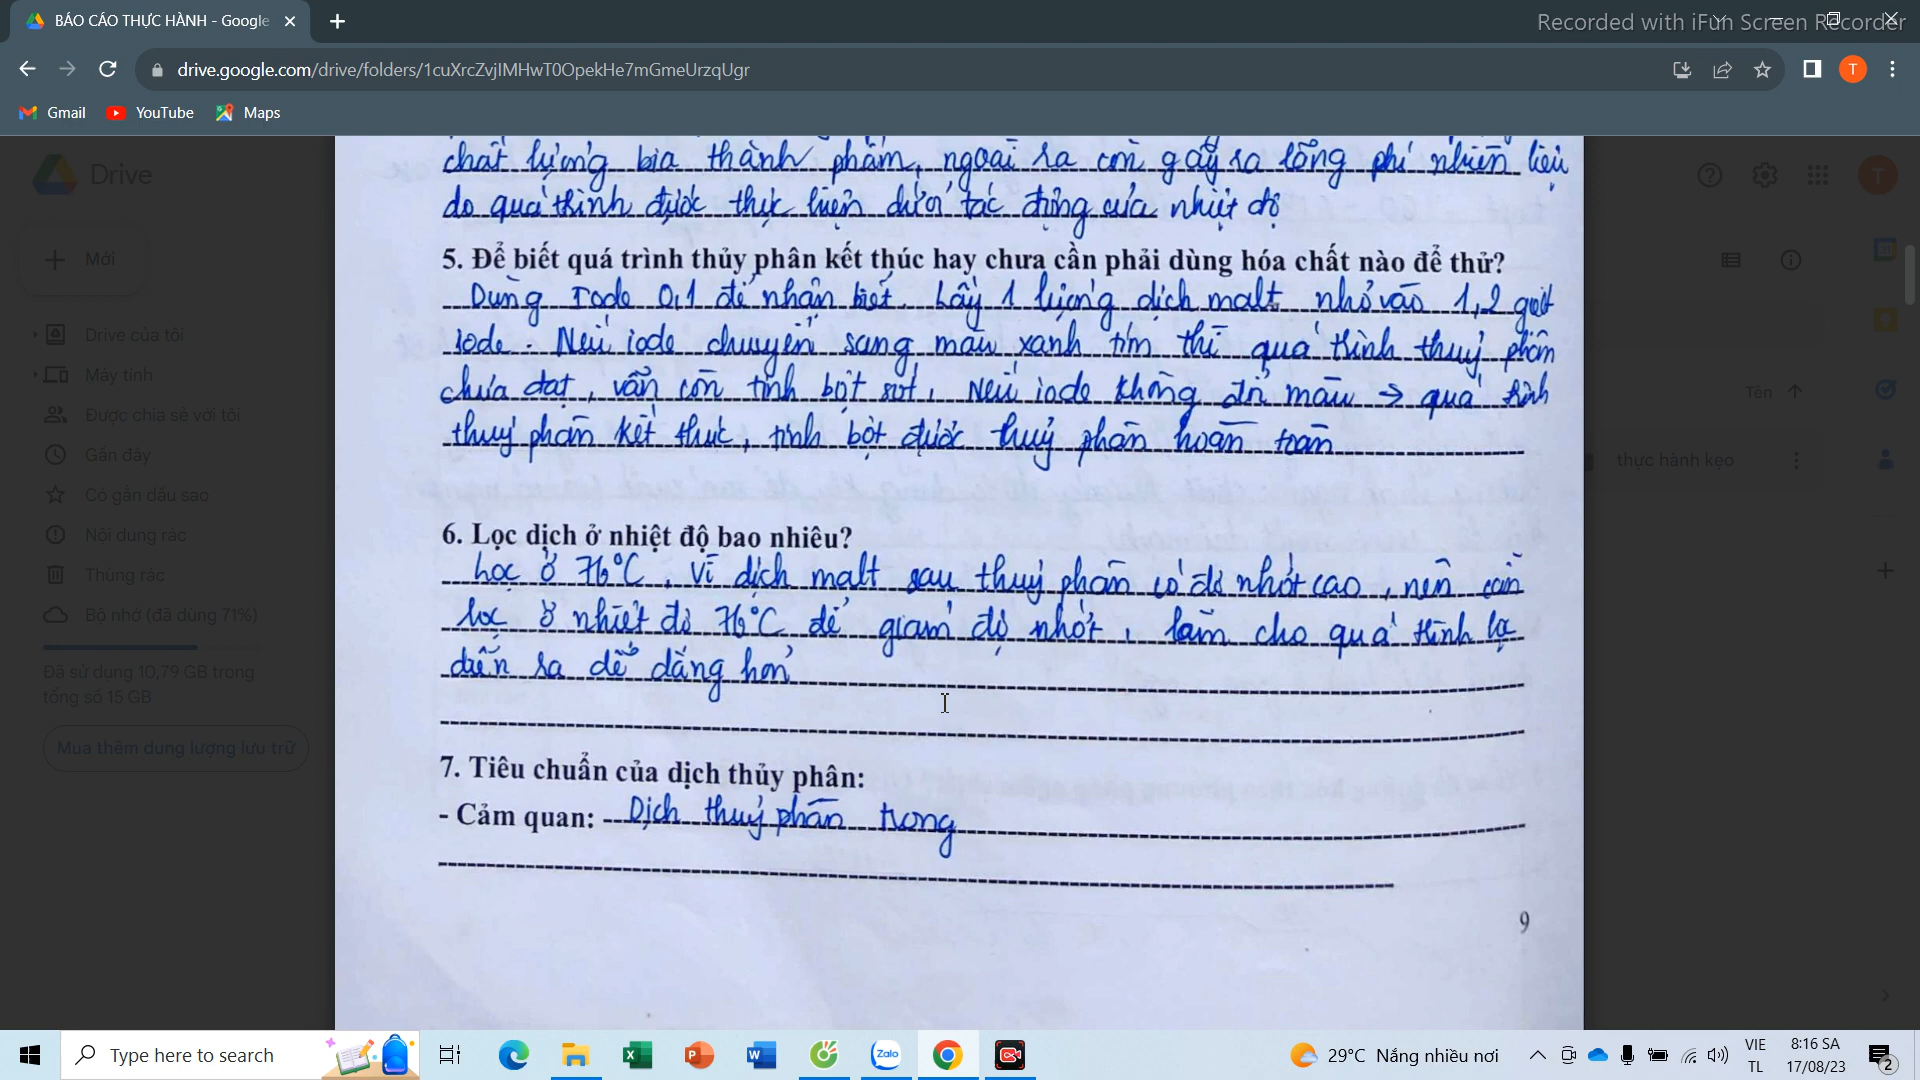 BÁO CÁO THỰC HÀNH - Google
Recorded with iFun Screen Recorder
drive.google.com/drive/folders/1cuXrcZvjIMHwT0OpekHe7mGmeUrzqUgr
T
Gmail YouTube Maps
Drive
T
Mới
Drive của tôi
Máy tính
Được chia sẻ với tôi
Gần đây
Có gắn dấu sao
Nội dung rác
Thùng rác
Bộ nhớ (đã dùng 71%)
Đã sử dụng 10,79 GB trong
tổng số 15 GB
Mua thêm dung lượng lưu trữ
Tên
thực hành kẹo
chất lượng bia thành phẩm, ngoài ra còn gây ra lãng phí nhiên liệu
do quá trình được thực hiện dưới tác động của nhiệt độ
5. Để biết quá trình thủy phân kết thúc hay chưa cần phải dùng hóa chất nào để thử?
Dùng Iode 0,1 để nhận biết. Lấy 1 lượng dịch malt nhỏ vào 1,2 giọt
iode. Nếu iode chuyển sang màu xanh tím thì quá trình thuỷ phân
chưa đạt, vẫn còn tinh bột sót. Nếu iode không đổi màu → quá trình
thuỷ phân kết thúc, tinh bột được thuỷ phân hoàn toàn
6. Lọc dịch ở nhiệt độ bao nhiêu?
Lọc ở 76°C, vì dịch malt sau thuỷ phân có độ nhớt cao, nên cần
lọc ở nhiệt độ 76°C để giảm độ nhớt, làm cho quá trình lọc
diễn ra dễ dàng hơn
7. Tiêu chuẩn của dịch thủy phân:
- Cảm quan: Dịch thuỷ phân trong
9
Type here to search
Zalo
29°C Nắng nhiều nơi
VIE
TL
8:16 SA
17/08/23
2